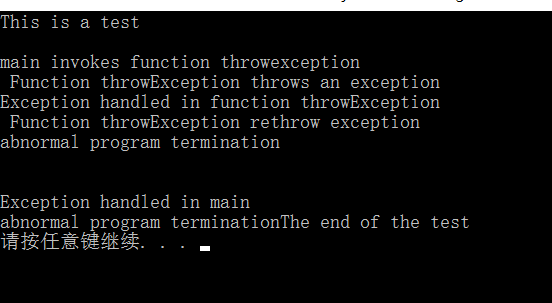 This is a test
main invokes function throwexception
Function throwException throws an exception
Exception handled in function throwException
Function throwException rethrow exception
abnormal program termination
Exception handled in main
abnormal program terminationThe end of the test
请按任意键继续. . .